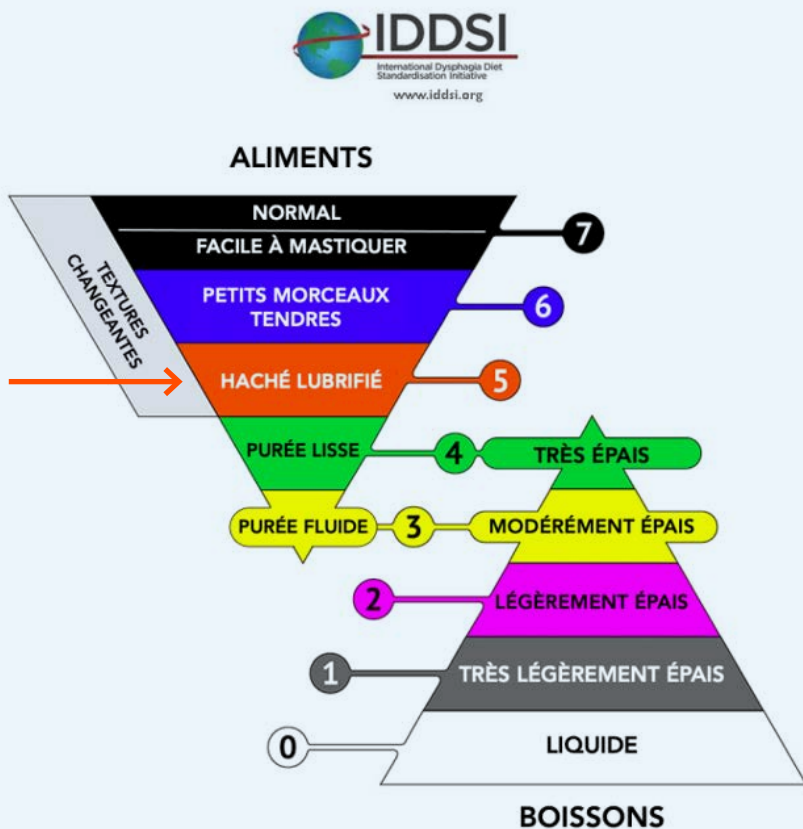 IDDSI
International Dysphagia Diet
Standardisation Initiative
www.iddsi.org
ALIMENTS
TEXTURES
CHANGEANTES
NORMAL
FACILE À MASTIQUER
7
PETITS MORCEAUX
TENDRES
6
HACHÉ LUBRIFIÉ
5
PURÉE LISSE
4
TRÈS ÉPAIS
PURÉE FLUIDE
3
MODÉRÉMENT ÉPAIS
2
LÉGÈREMENT ÉPAIS
1
TRÈS LÉGÈREMENT ÉPAIS
0
LIQUIDE
BOISSONS